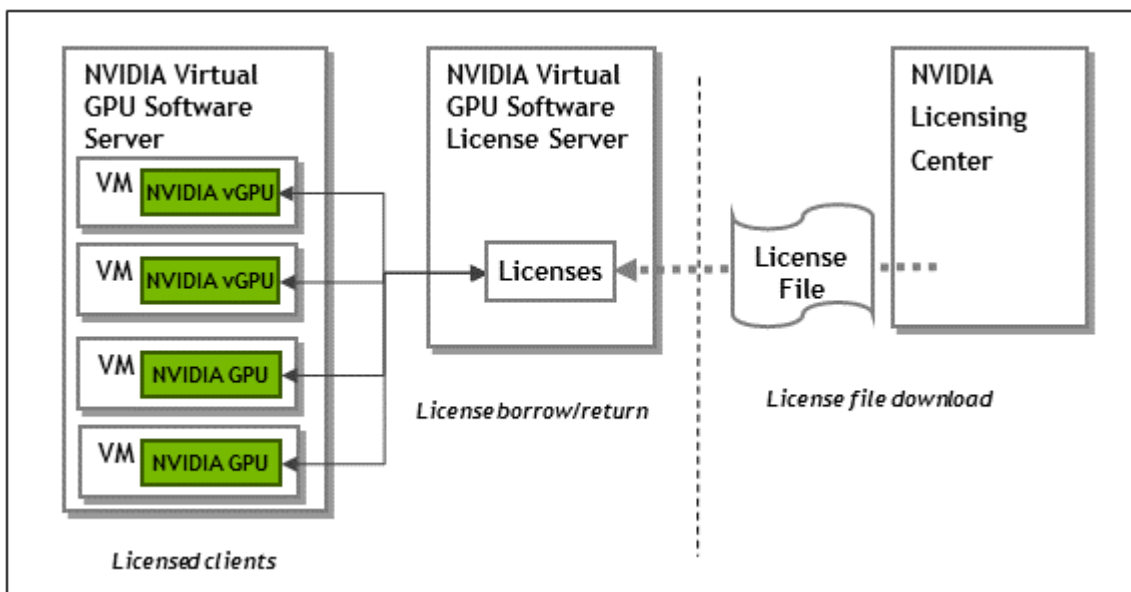 NVIDIA Virtual
GPU Software
Server
VM
NVIDIA vGPU
VM
NVIDIA vGPU
VM
NVIDIA GPU
VM
NVIDIA GPU
Licensed clients
NVIDIA Virtual
GPU Software
License Server
Licenses
License borrow/return
License
File
License file download
NVIDIA
Licensing
Center